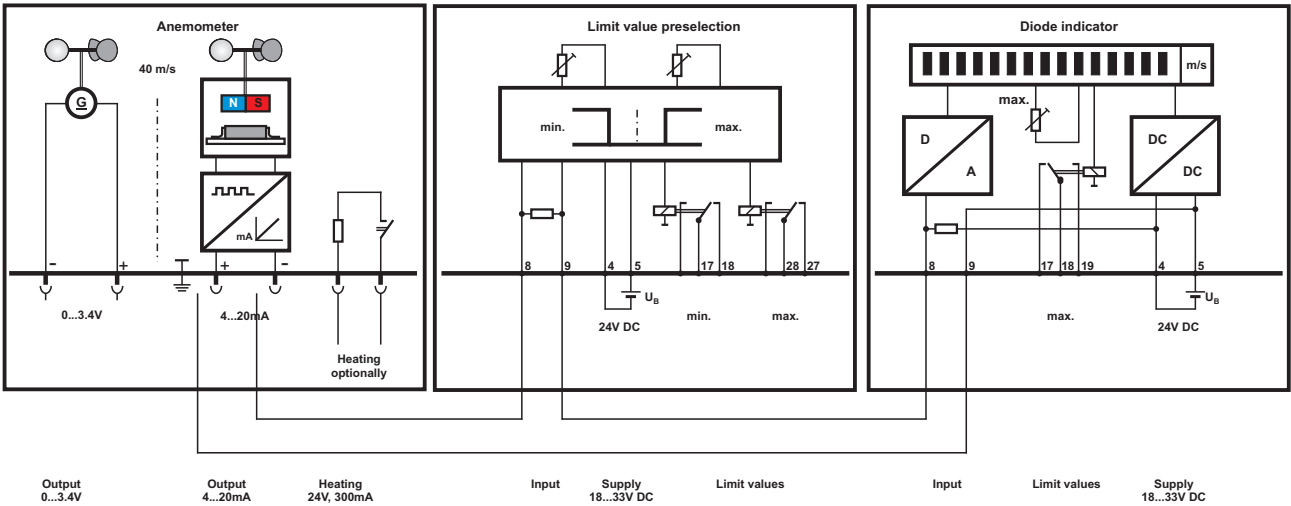 Anemometer
40 m/s
G
N S
mA
- + + -
0...3.4V
4...20mA
Heating
optionally
Limit value preselection
min.
max.
8 9 4 5 17 18 28 27
UB
24V DC
min.
max.
Diode indicator
m/s
max.
D
A
DC
DC
8 9 17 18 19 4 5
UB
max.
24V DC
Output
0...3.4V
Output
4...20mA
Heating
24V, 300mA
Input
Supply
18...33V DC
Limit values
Input
Limit values
Supply
18...33V DC